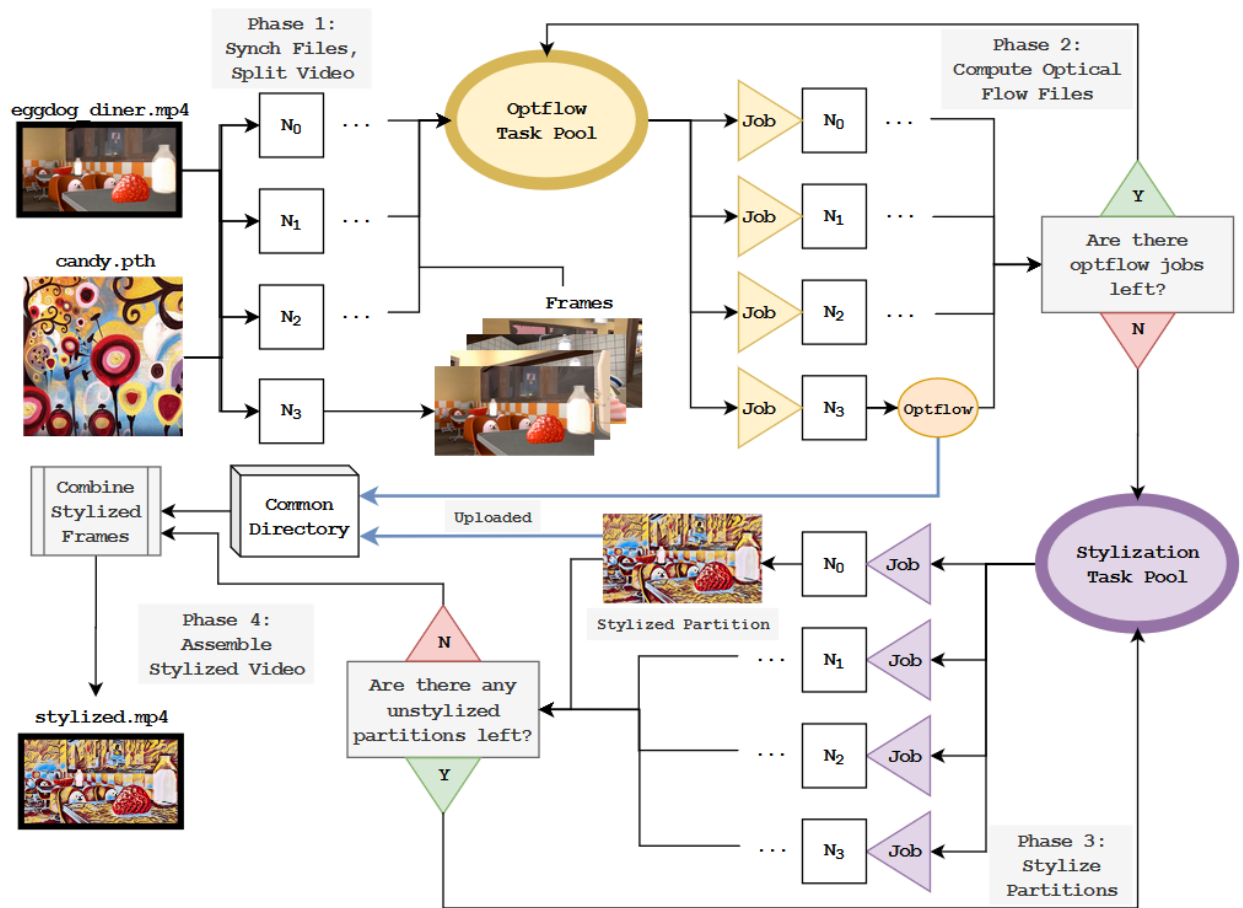 Phase 1:
Synch Files,
Split Video
eggdog_diner.mp4
candy.pth
N0 ...
N1 ...
N2 ...
N3
Frames
Optflow
Task Pool
Phase 2:
Compute Optical
Flow Files
Job N0 ...
Job N1 ...
Job N2 ...
Job N3 Optflow
Y
Are there
optflow jobs
left?
N
Combine
Stylized
Frames
Common
Directory
Uploaded
Stylized Partition
Stylization
Task Pool
N0 Job
... N1 Job
... N2 Job
... N3 Job
Phase 4:
Assemble
Stylized Video
N
Are there any
unstylized
partitions left?
Y
stylized.mp4
Phase 3:
Stylize
Partitions